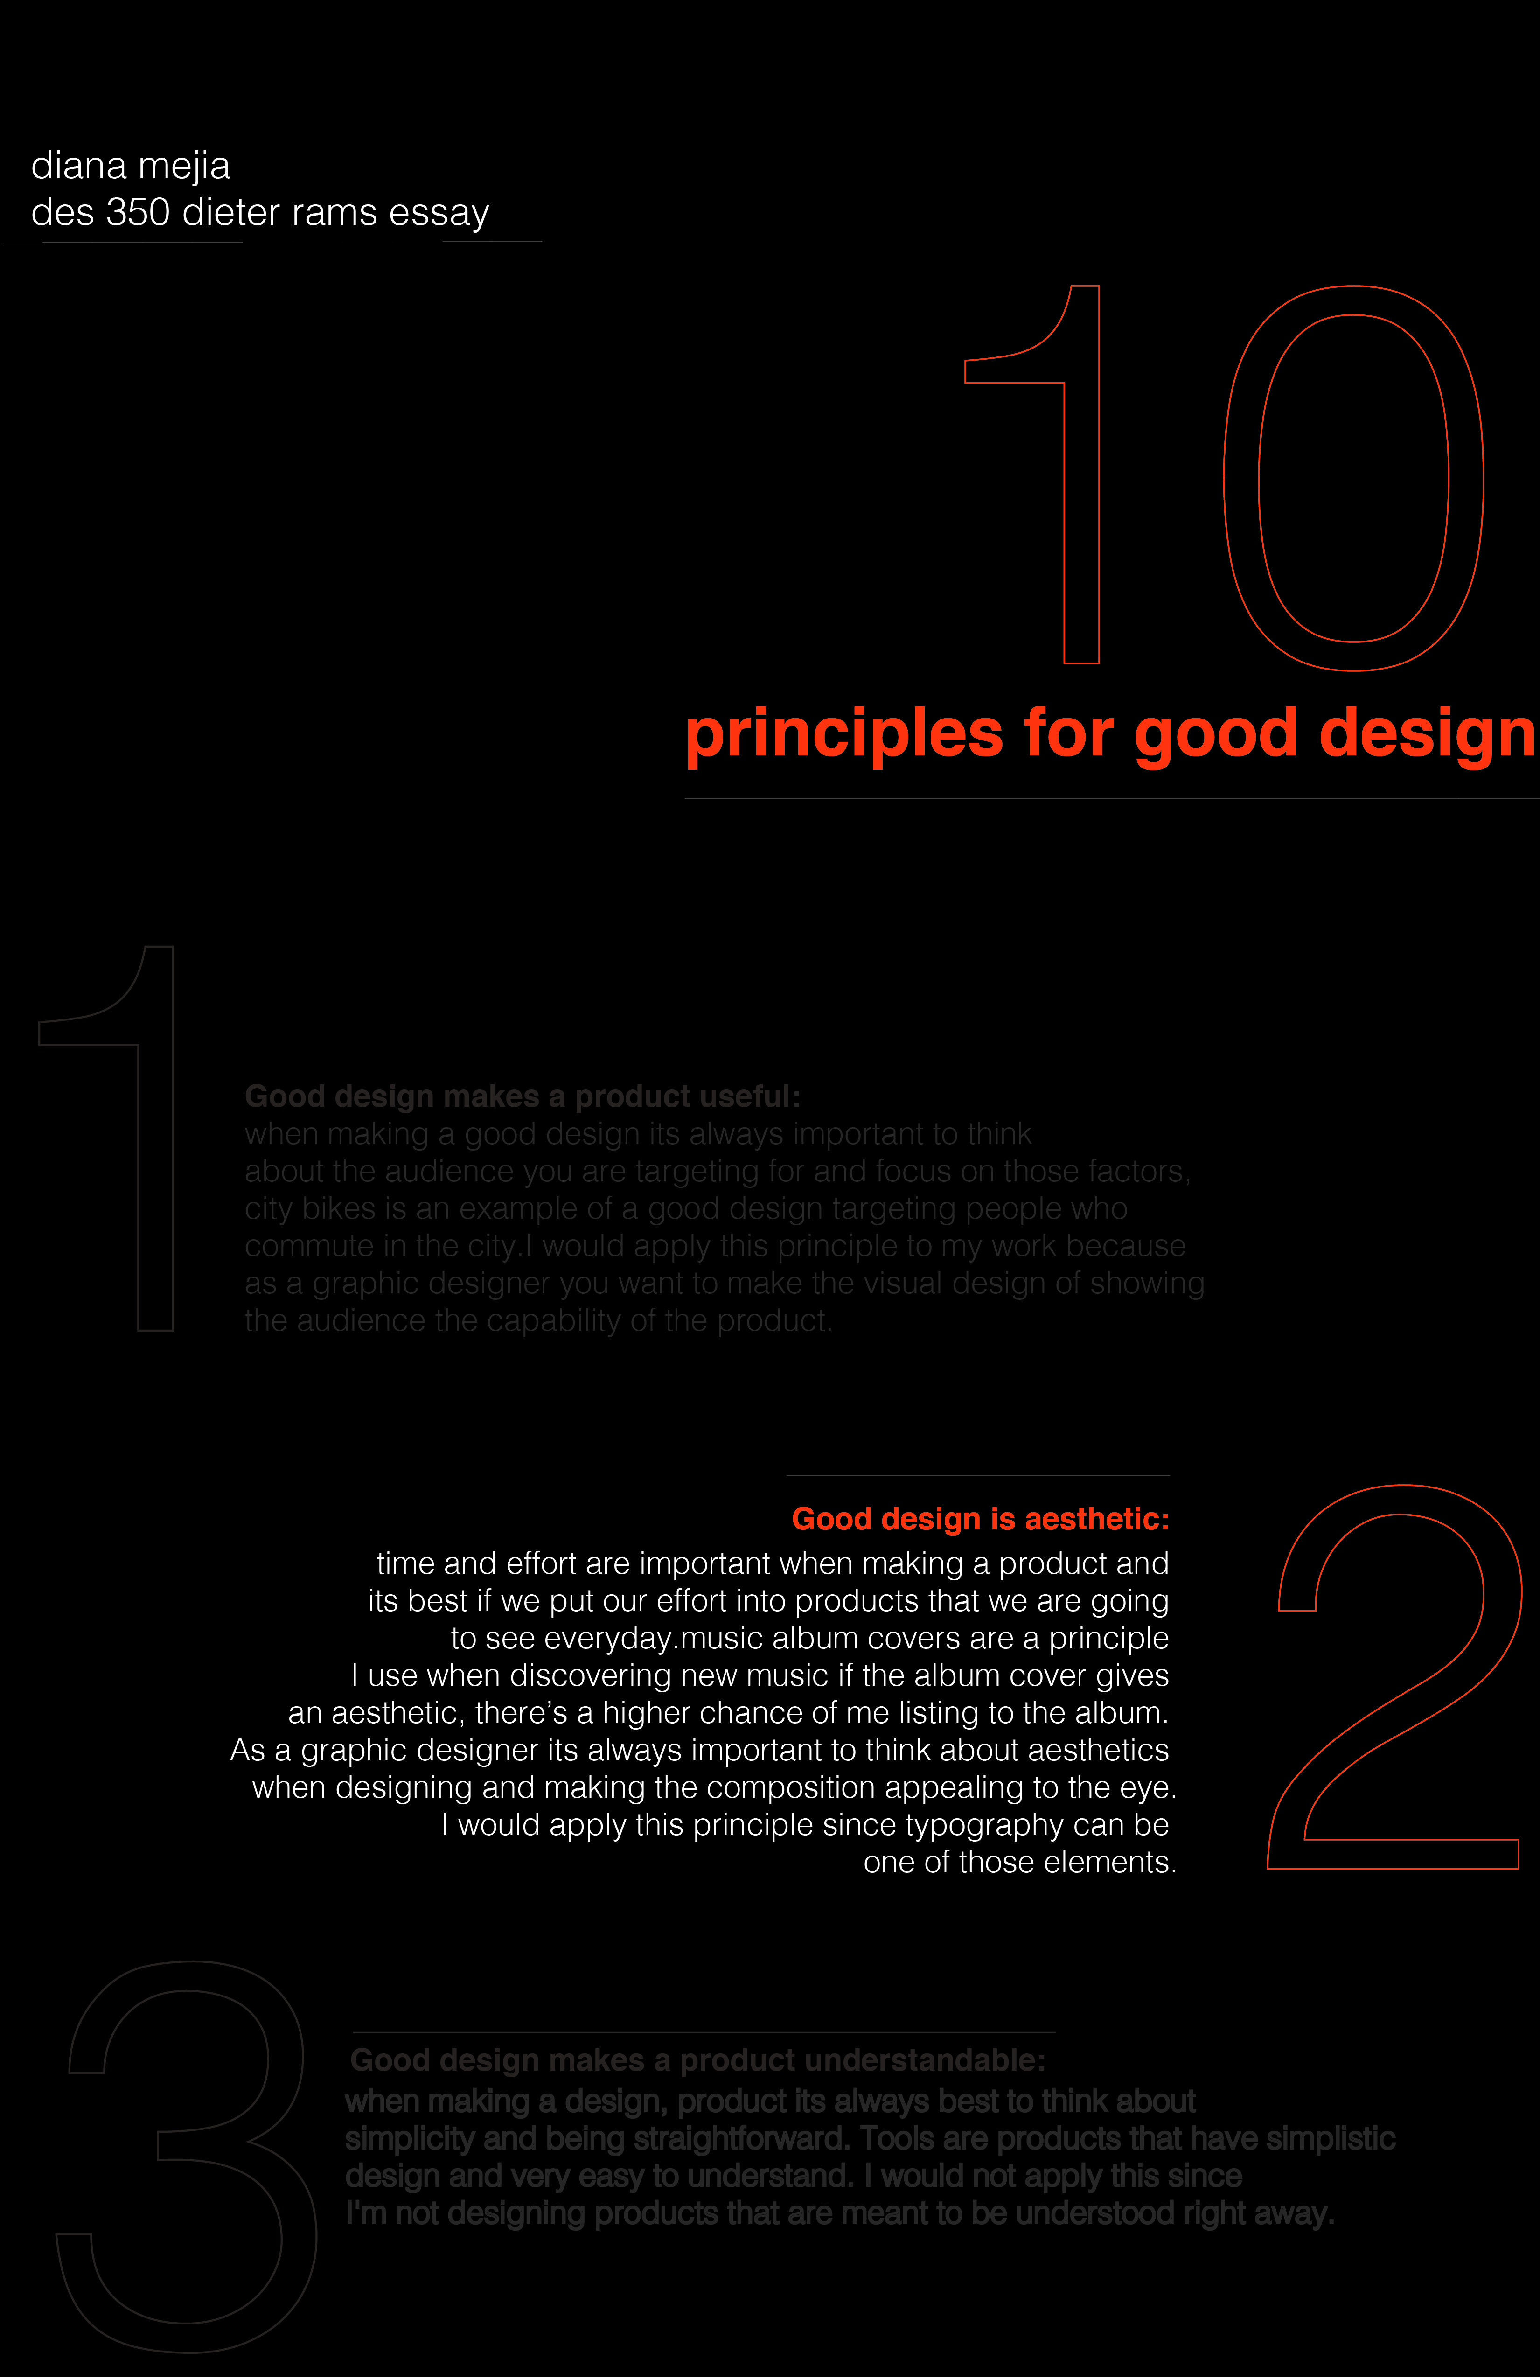 diana mejia
des 350 dieter rams essay
10
principles for good design
1
Good design makes a product useful:
when making a good design its always important to think
about the audience you are targeting for and focus on those factors,
city bikes is an example of a good design targeting people who
commute in the city.I would apply this principle to my work because
as a graphic designer you want to make the visual design of showing
the audience the capability of the product.
2
Good design is aesthetic:
time and effort are important when making a product and
its best if we put our effort into products that we are going
to see everyday.music album covers are a principle
I use when discovering new music if the album cover gives
an aesthetic, there’s a higher chance of me listing to the album.
As a graphic designer its always important to think about aesthetics
when designing and making the composition appealing to the eye.
I would apply this principle since typography can be
one of those elements.
3
Good design makes a product understandable:
when making a design, product its always best to think about
simplicity and being straightforward. Tools are products that have simplistic
design and very easy to understand. I would not apply this since
I'm not designing products that are meant to be understood right away.